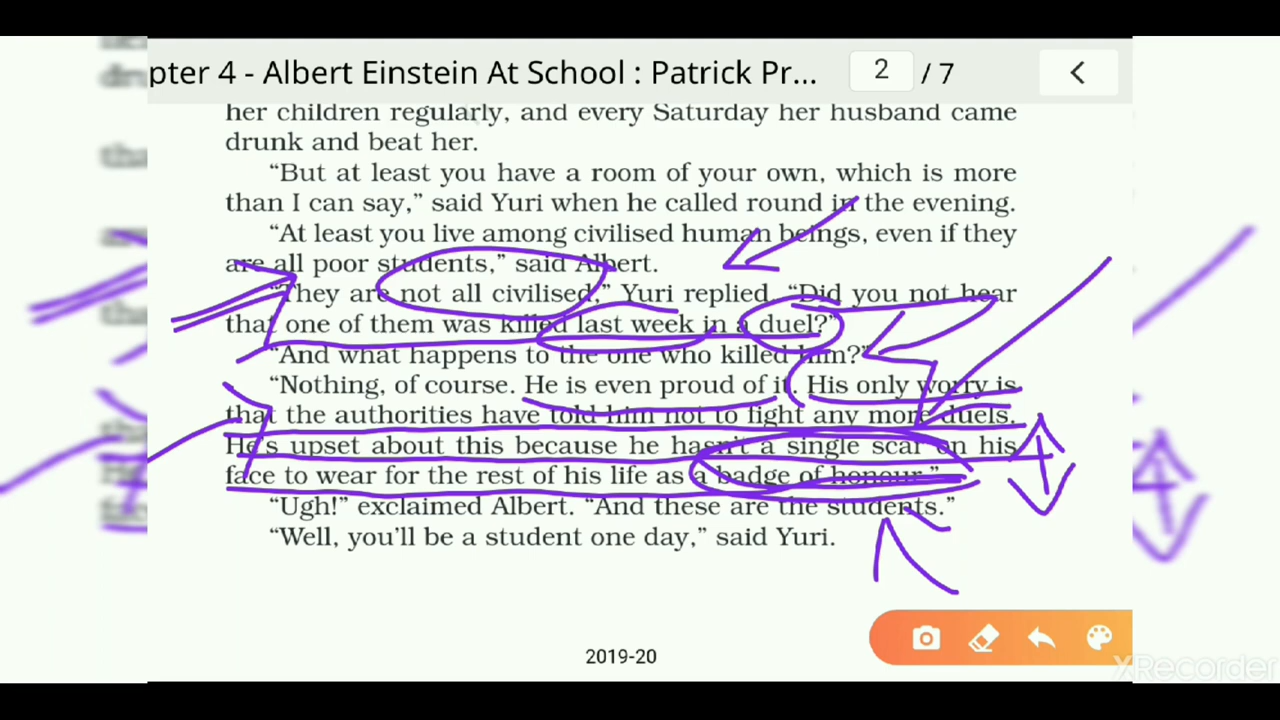 pter 4 - Albert Einstein At School : Patrick Pr... 2 / 7
her children regularly, and every Saturday her husband came
drunk and beat her.
“But at least you have a room of your own, which is more
than I can say,” said Yuri when he called round in the evening.
“At least you live among civilised human beings, even if they
are all poor students,” said Albert.
“They are not all civilised,” Yuri replied. “Did you not hear
that one of them was killed last week in a duel?”
“And what happens to the one who killed him?”
“Nothing, of course. He is even proud of it. His only worry is
that the authorities have told him not to fight any more duels.
He’s upset about this because he hasn’t a single scar on his
face to wear for the rest of his life as a badge of honour.”
“Ugh!” exclaimed Albert. “And these are the students.”
“Well, you’ll be a student one day,” said Yuri.
2019-20
XRecorder